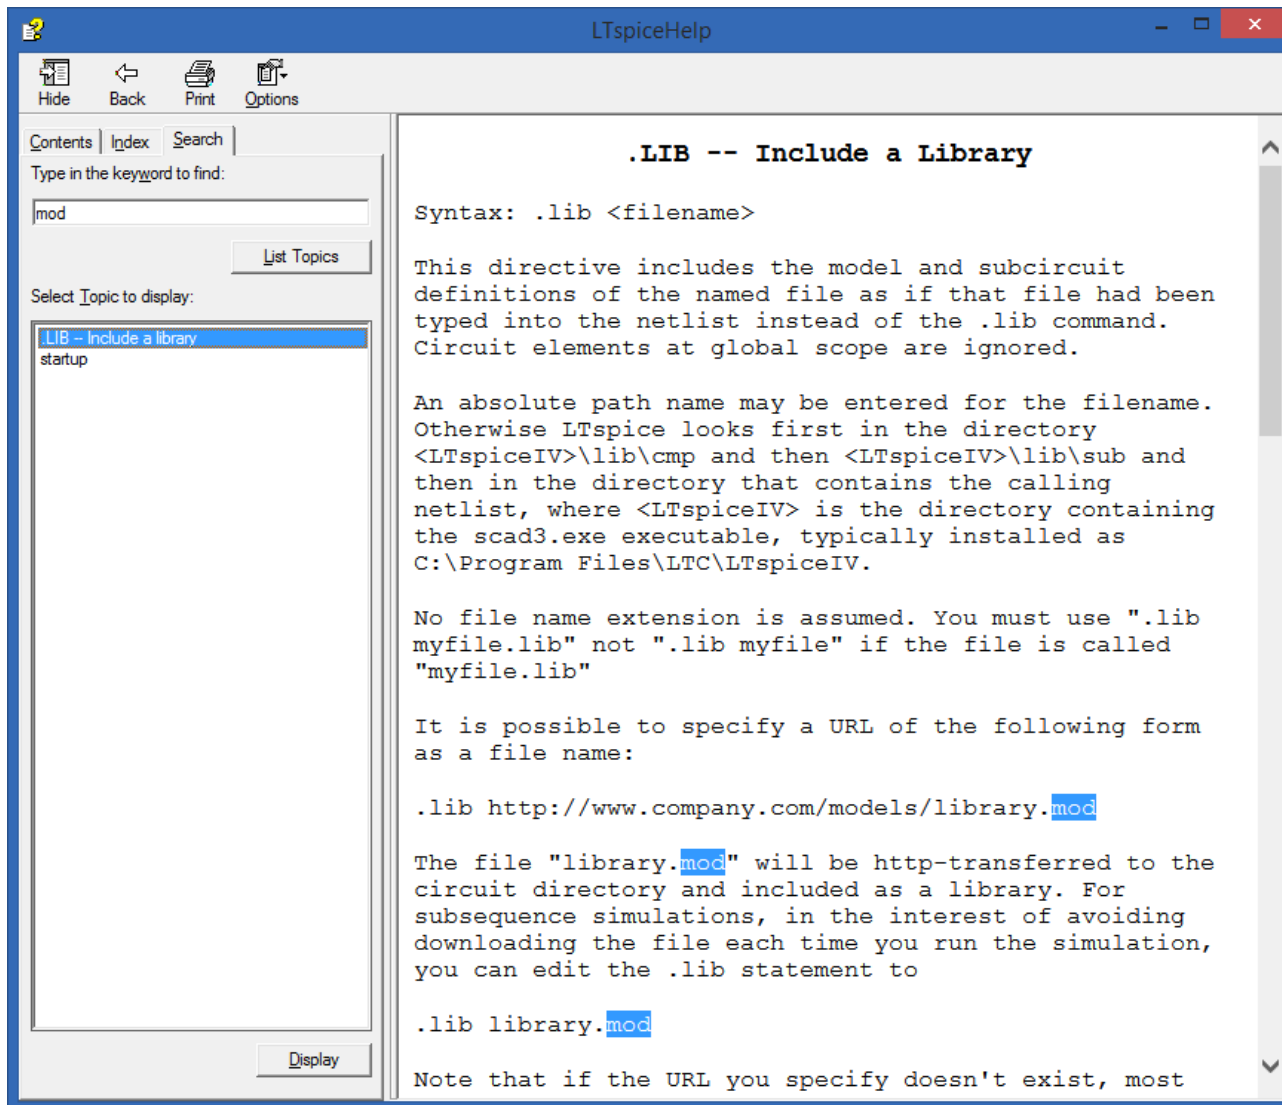 LTspiceHelp
Hide
Back
Print
Options
Contents
Index
Search
Type in the keyword to find:
mod
List Topics
Select Topic to display:
.LIB -- Include a library
startup
Display
.LIB -- Include a Library
Syntax: .lib <filename>
This directive includes the model and subcircuit
definitions of the named file as if that file had been
typed into the netlist instead of the .lib command.
Circuit elements at global scope are ignored.
An absolute path name may be entered for the filename.
Otherwise LTspice looks first in the directory
<LTspiceIV>\lib\cmp and then <LTspiceIV>\lib\sub and
then in the directory that contains the calling
netlist, where <LTspiceIV> is the directory containing
the scad3.exe executable, typically installed as
C:\Program Files\LTC\LTspiceIV.
No file name extension is assumed. You must use ".lib
myfile.lib" not ".lib myfile" if the file is called
"myfile.lib"
It is possible to specify a URL of the following form
as a file name:
.lib http://www.company.com/models/library.mod
The file "library.mod" will be http-transferred to the
circuit directory and included as a library. For
subsequence simulations, in the interest of avoiding
downloading the file each time you run the simulation,
you can edit the .lib statement to
.lib library.mod
Note that if the URL you specify doesn't exist, most